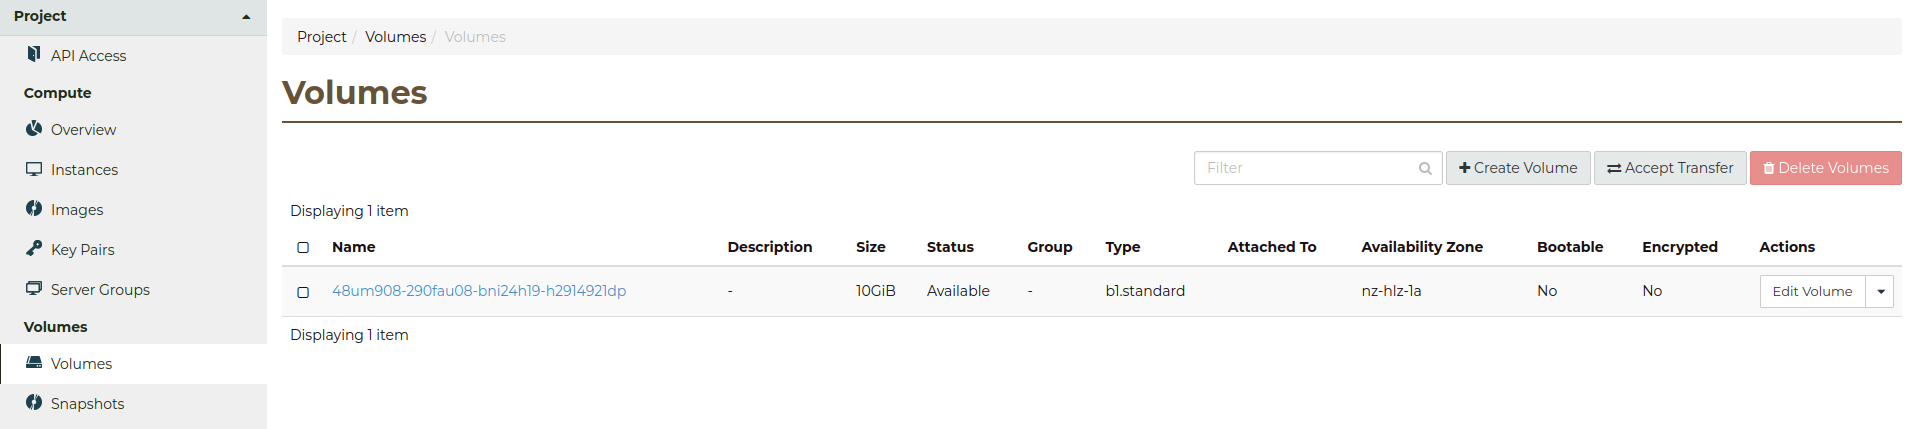 Project
API Access
Compute
Overview
Instances
Images
Key Pairs
Server Groups
Volumes
Volumes
Snapshots
Project / Volumes / Volumes
Volumes
Filter Create Volume Accept Transfer Delete Volumes
Displaying 1 item
Name Description Size Status Group Type Attached To Availability Zone Bootable Encrypted Actions
48um908-290fau08-bni24h19-h2914921dp - 10GiB Available - b1.standard nz-hlz-1a No No Edit Volume
Displaying 1 item